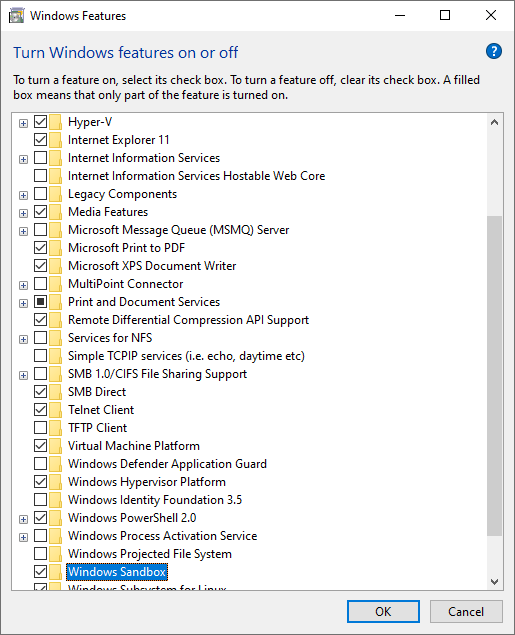 Windows Features
Turn Windows features on or off
To turn a feature on, select its check box. To turn a feature off, clear its check box. A filled
box means that only part of the feature is turned on.
Hyper-V
Internet Explorer 11
Internet Information Services
Internet Information Services Hostable Web Core
Legacy Components
Media Features
Microsoft Message Queue (MSMQ) Server
Microsoft Print to PDF
Microsoft XPS Document Writer
MultiPoint Connector
Print and Document Services
Remote Differential Compression API Support
Services for NFS
Simple TCPIP services (i.e. echo, daytime etc)
SMB 1.0/CIFS File Sharing Support
SMB Direct
Telnet Client
TFTP Client
Virtual Machine Platform
Windows Defender Application Guard
Windows Hypervisor Platform
Windows Identity Foundation 3.5
Windows PowerShell 2.0
Windows Process Activation Service
Windows Projected File System
Windows Sandbox
Windows Subsystem for Linux
OK
Cancel